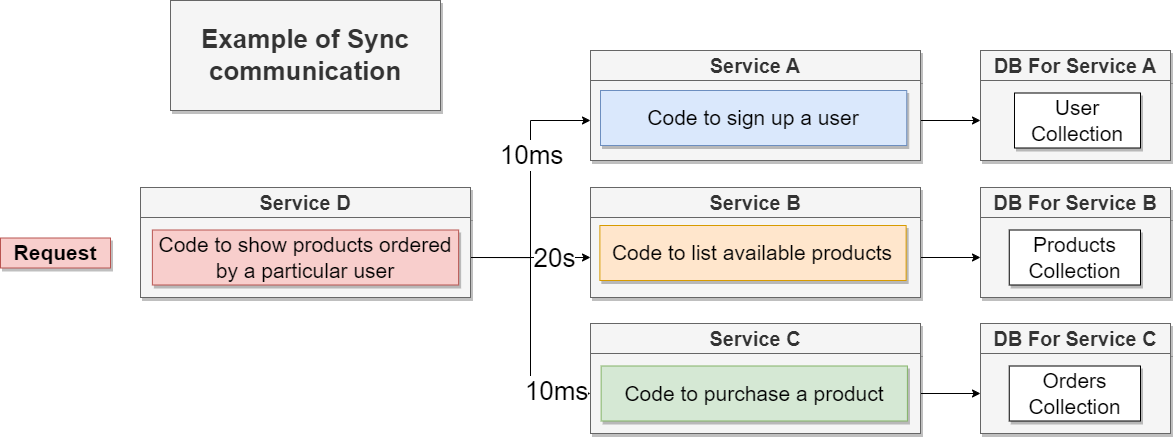 Example of Sync
communication
Service A
Code to sign up a user
DB For Service A
User
Collection
10ms
Request
Service D
Code to show products ordered
by a particular user
20s
Service B
Code to list available products
DB For Service B
Products
Collection
10ms
Service C
Code to purchase a product
DB For Service C
Orders
Collection